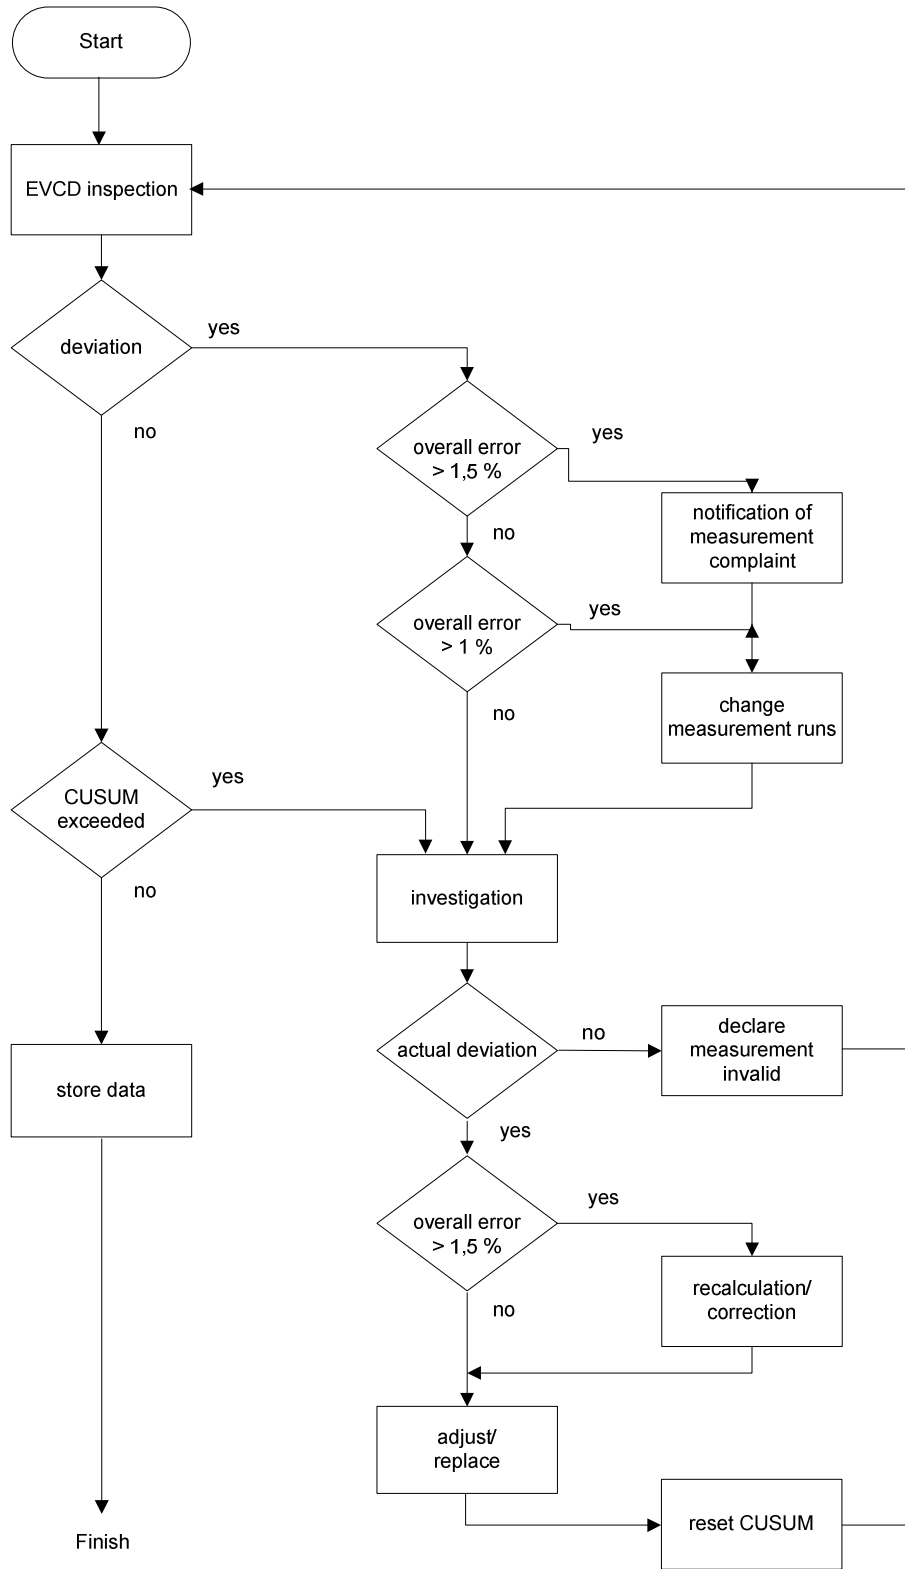 Start
EVCD inspection
deviation
yes
no
overall error
> 1,5 %
yes
no
notification of
measurement
complaint
overall error
> 1 %
yes
no
change
measurement runs
CUSUM
exceeded
yes
no
investigation
actual deviation
no
yes
declare
measurement
invalid
store data
overall error
> 1,5 %
yes
no
recalculation/
correction
adjust/
replace
reset CUSUM
Finish